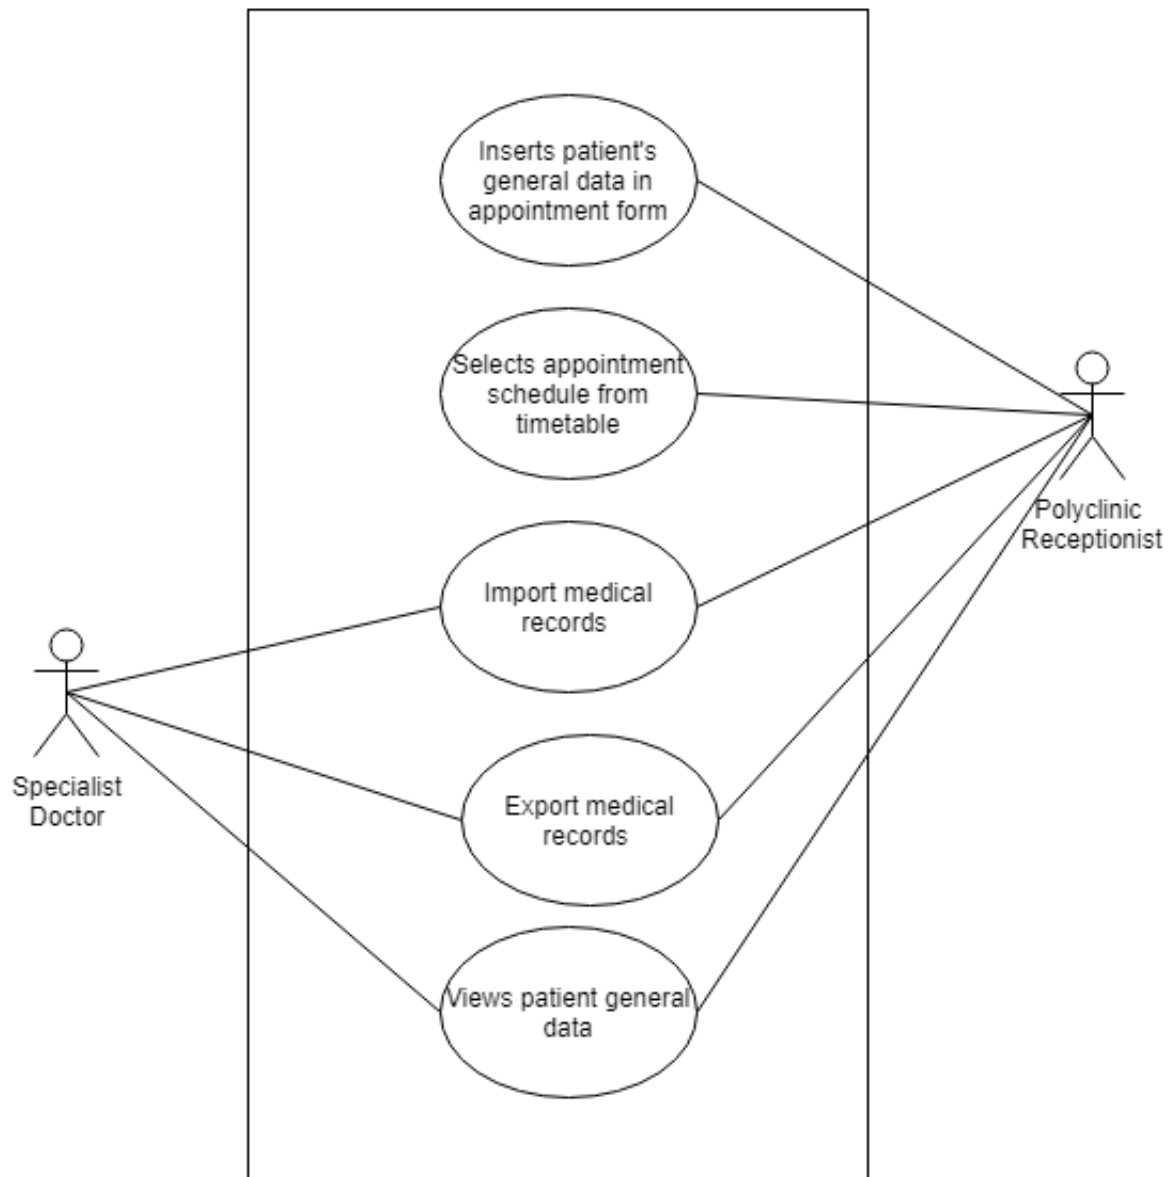 Inserts patient's
general data in
appointment form
Selects appointment
schedule from
timetable
Polyclinic
Receptionist
Import medical
records
Specialist
Doctor
Export medical
records
Views patient general
data